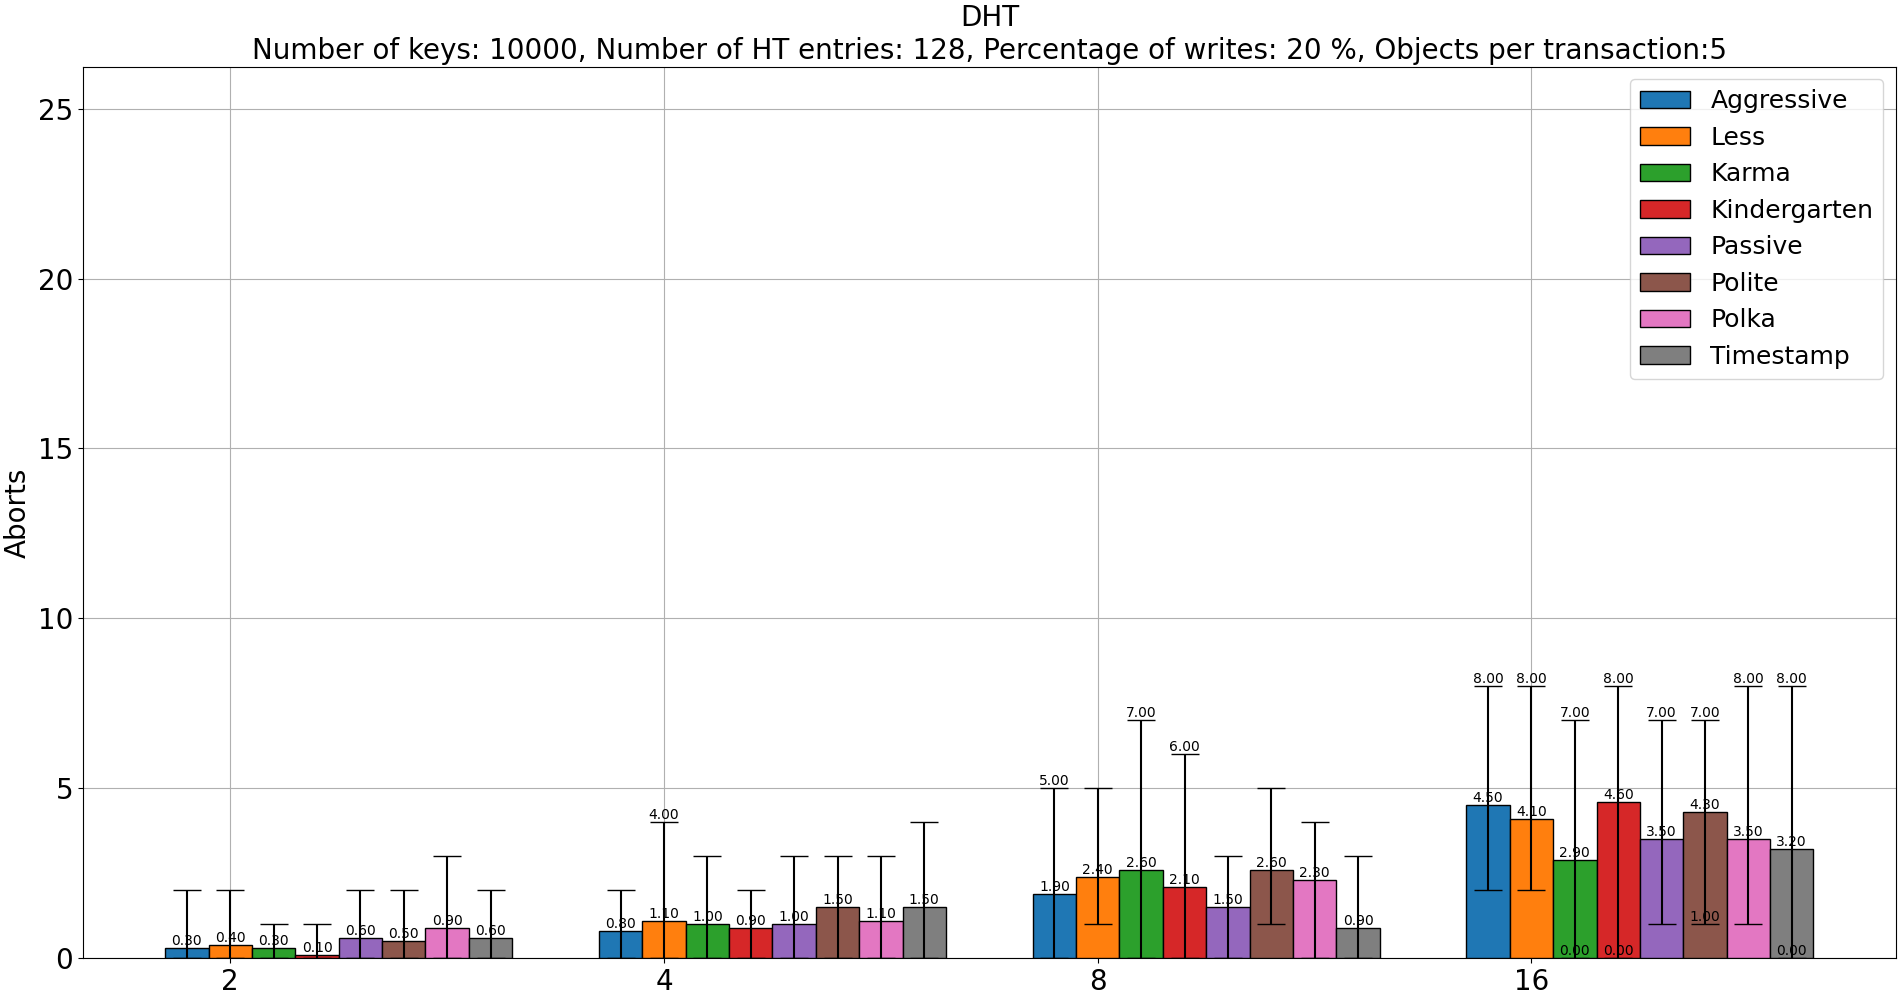 DHT
Number of keys: 10000, Number of HT entries: 128, Percentage of writes: 20 %, Objects per transaction:5
25
20
15
10
5
0
Aborts
Aggressive
Less
Karma
Kindergarten
Passive
Polite
Polka
Timestamp
0.30 0.40 0.30 0.10 0.60 0.50 0.90 0.60
4.00
0.80 1.10 1.00 0.90 1.00 1.50 1.10 1.50
5.00 7.00 6.00
1.90 2.40 2.60 2.10 1.50 2.60 2.30 0.90
8.00 8.00 7.00 8.00 7.00 7.00 8.00 8.00
4.50 4.10 2.90 4.60 3.50 4.30 3.50 3.20
0.00 0.00 1.00 0.00
2 4 8 16